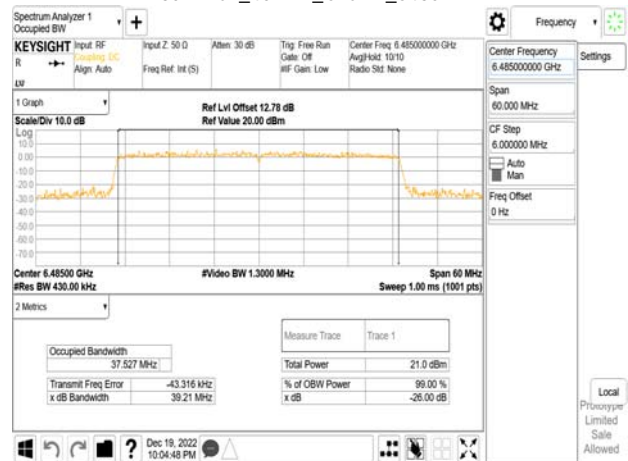 Spectrum Analyzer 1
Occupied BW
Frequency
KEYSIGHT
Input: RF
Coupling: DC
Align: Auto
Input Z: 50 Ω
Freq Ref: Int (S)
Atten: 30 dB
Trig: Free Run
Gate: Off
#IF Gain: Low
Center Freq: 6.485000000 GHz
Avg|Hold: 10/10
Radio Std: None
R
LXI
Center Frequency
6.485000000 GHz
Settings
Span
60.000 MHz
CF Step
6.000000 MHz
Auto
Man
Freq Offset
0 Hz
1 Graph
Scale/Div 10.0 dB
Ref Lvl Offset 12.78 dB
Ref Value 20.00 dBm
Log
10.0
0.00
-10.0
-20.0
-30.0
-40.0
-50.0
-60.0
-70.0
Center 6.48500 GHz
#Res BW 430.00 kHz
#Video BW 1.3000 MHz
Span 60 MHz
Sweep 1.00 ms (1001 pts)
2 Metrics
Measure Trace
Trace 1
Occupied Bandwidth
37.527 MHz
Total Power
21.0 dBm
Transmit Freq Error
-43.316 kHz
% of OBW Power
99.00 %
x dB Bandwidth
39.21 MHz
x dB
-26.00 dB
Local
Prototype
Limited
Sale
Allowed
?
Dec 19, 2022
10:04:48 PM